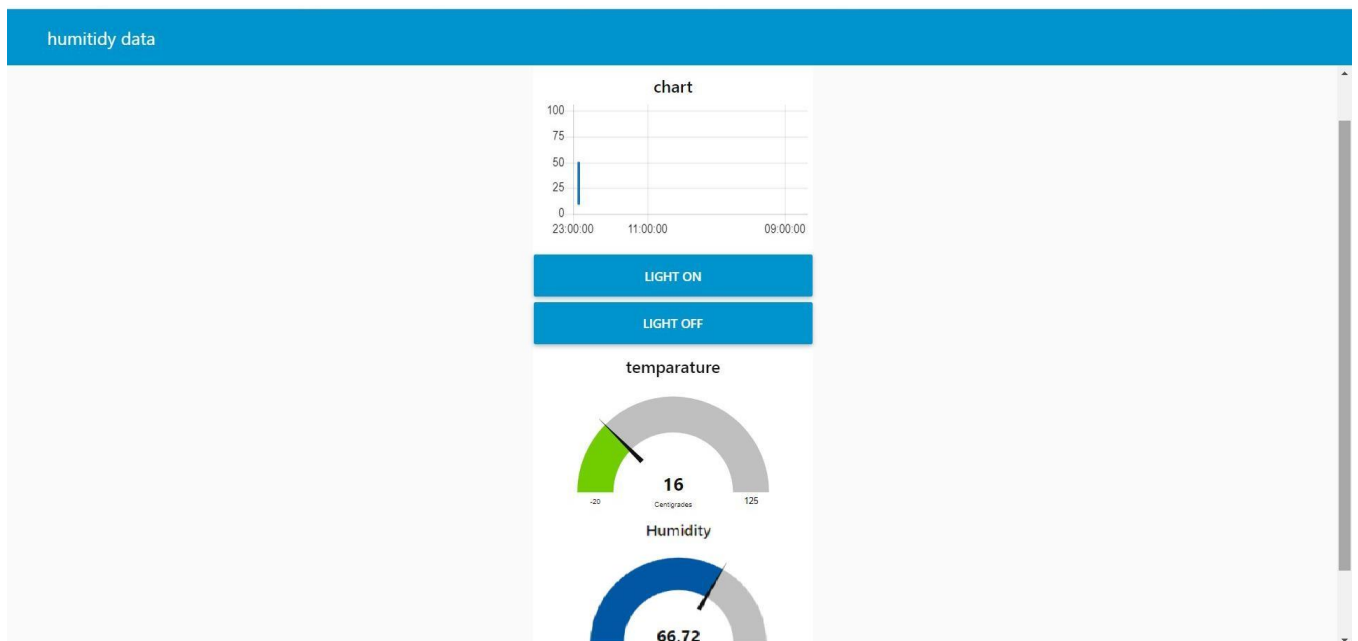 humitidy data
chart
100
75
50
25
0
23:00:00 11:00:00 09:00:00
LIGHT ON
LIGHT OFF
temparature
16
-20 Centigrades 125
Humidity
66.72